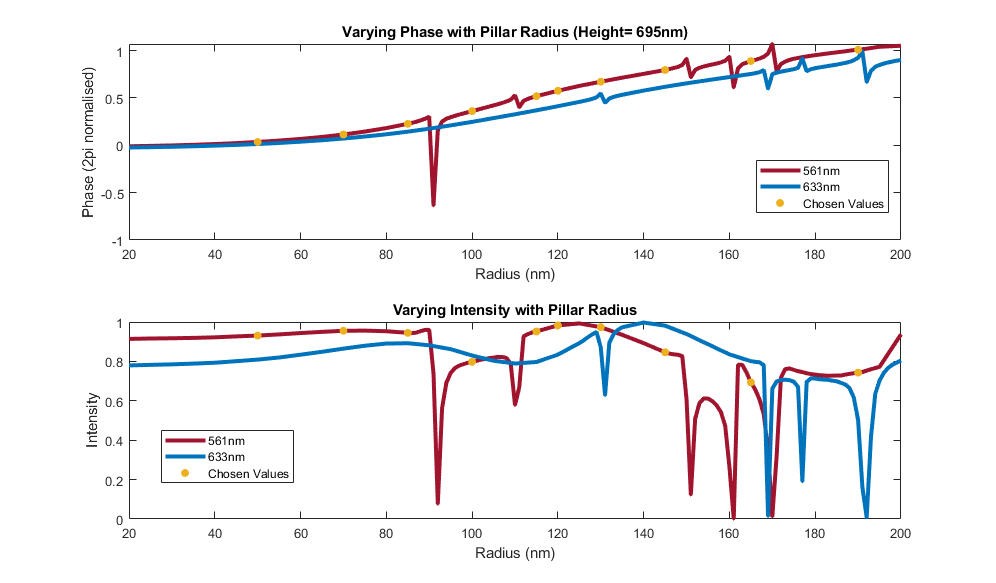 Varying Phase with Pillar Radius (Height= 695nm)
Phase (2pi normalised)
1
0.5
0
-0.5
-1
561nm
633nm
Chosen Values
20 40 60 80 100 120 140 160 180 200
Radius (nm)
Varying Intensity with Pillar Radius
Intensity
1
0.8
0.6
0.4
0.2
0
561nm
633nm
Chosen Values
20 40 60 80 100 120 140 160 180 200
Radius (nm)